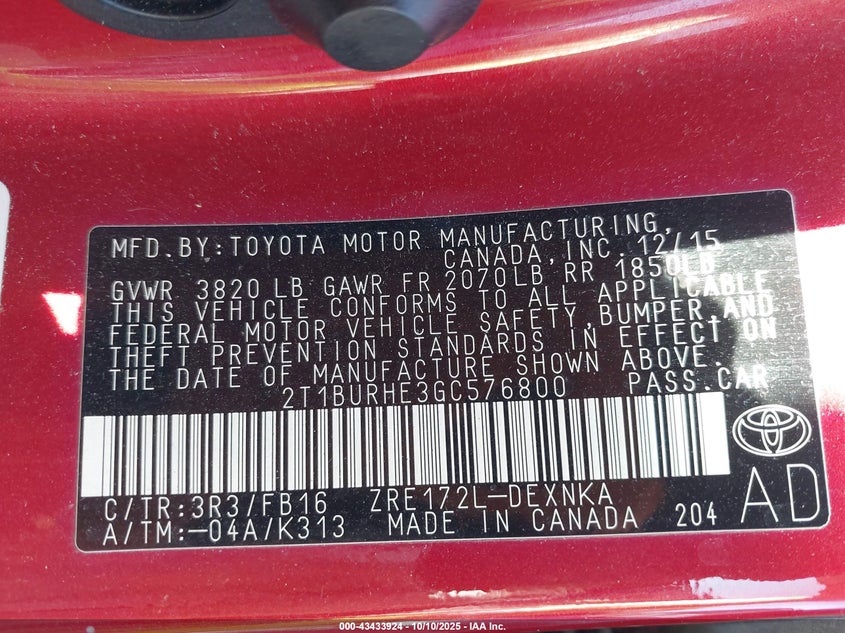 MFD.BY:TOYOTA MOTOR MANUFACTURING,
CANADA,INC. 12/15
GVWR 3820 LB GAWR FR 2070LB RR 1850LB
THIS VEHICLE CONFORMS TO ALL APPLICABLE
FEDERAL MOTOR VEHICLE SAFETY,BUMPER,AND
THEFT PREVENTION STANDARDS IN EFFECT ON
THE DATE OF MANUFACTURE SHOWN ABOVE.
2T1BURHE3GC576800 PASS.CAR
C/TR:3R3/FB16 ZRE172L-DEXNKA
A/TM:-04A/K313 MADE IN CANADA 204
AD
000-43433924 - 10/10/2025 - IAA Inc.